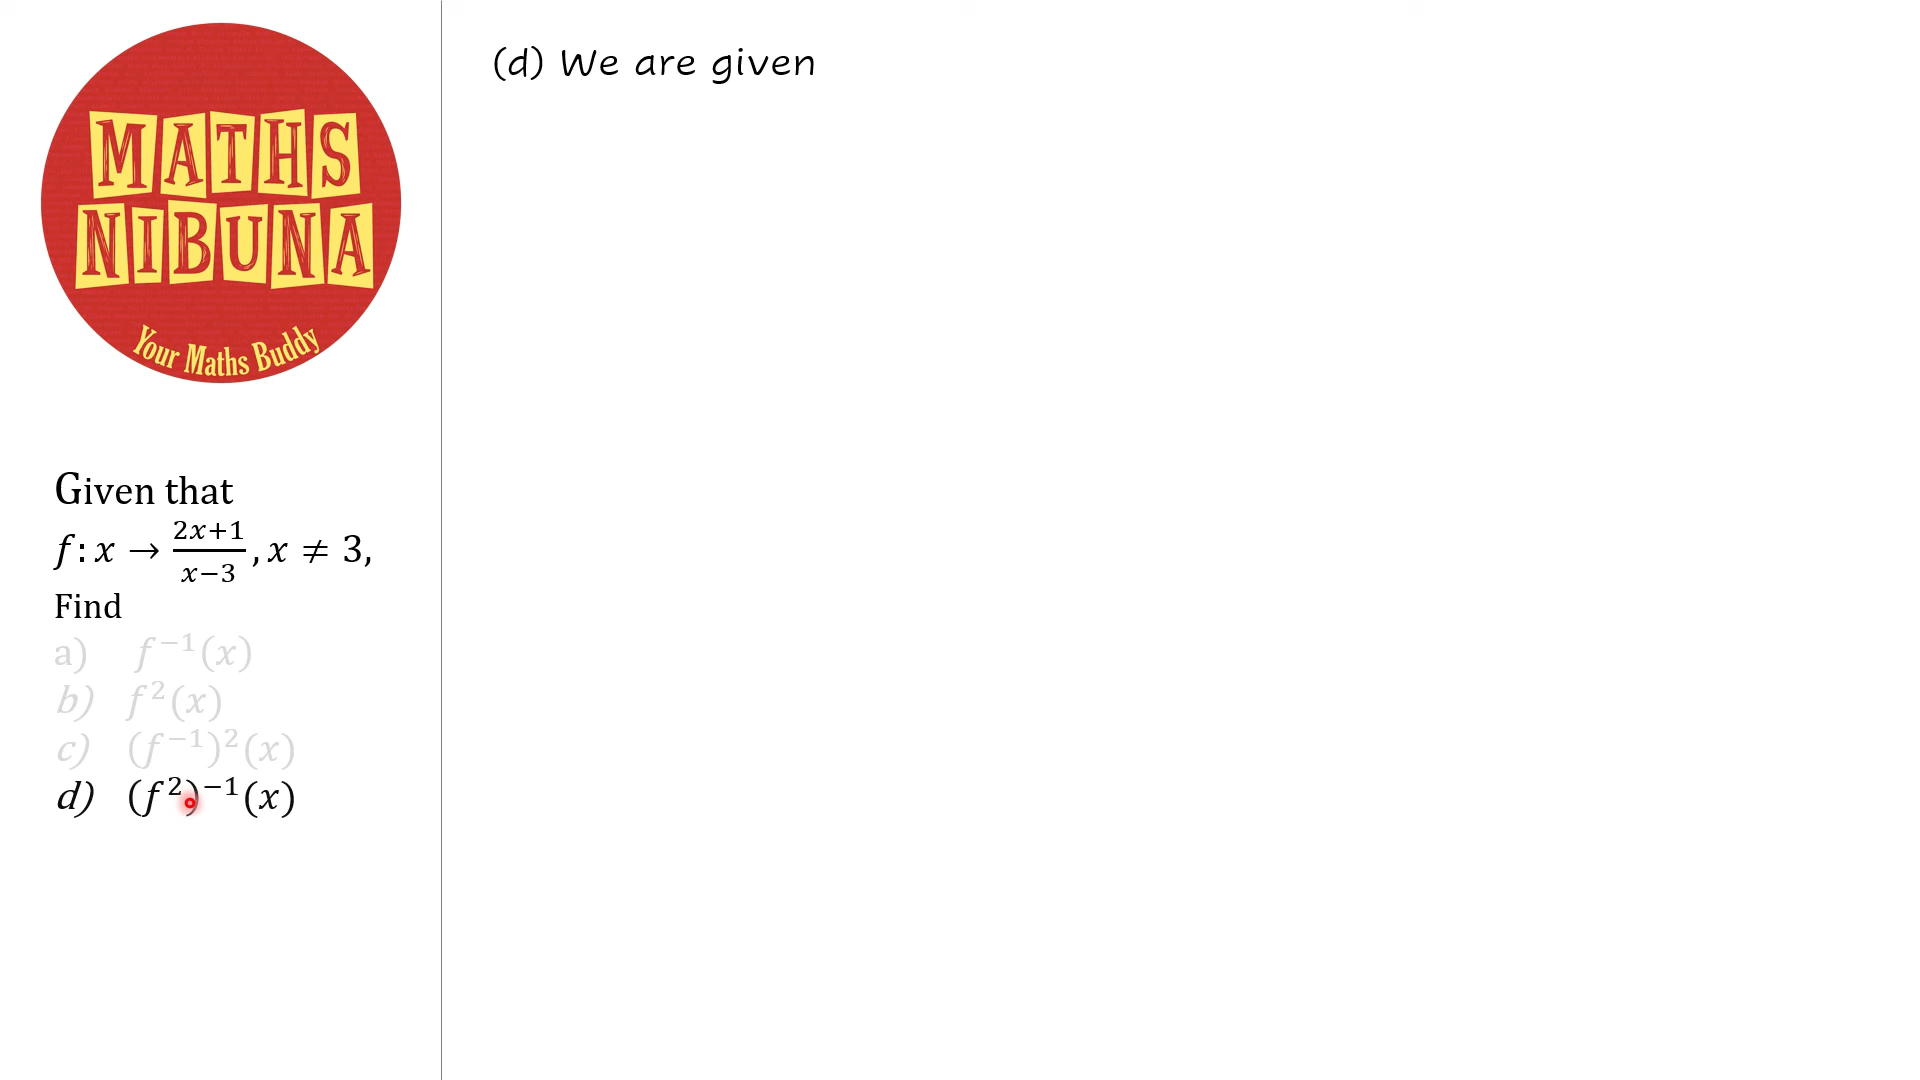 MATHS
NIBUNA
Your Maths Buddy
Given that
f: x → (2x+1)/(x−3), x ≠ 3,
Find
a) f⁻¹(x)
b) f²(x)
c) (f⁻¹)²(x)
d) (f²)⁻¹(x)
(d) We are given